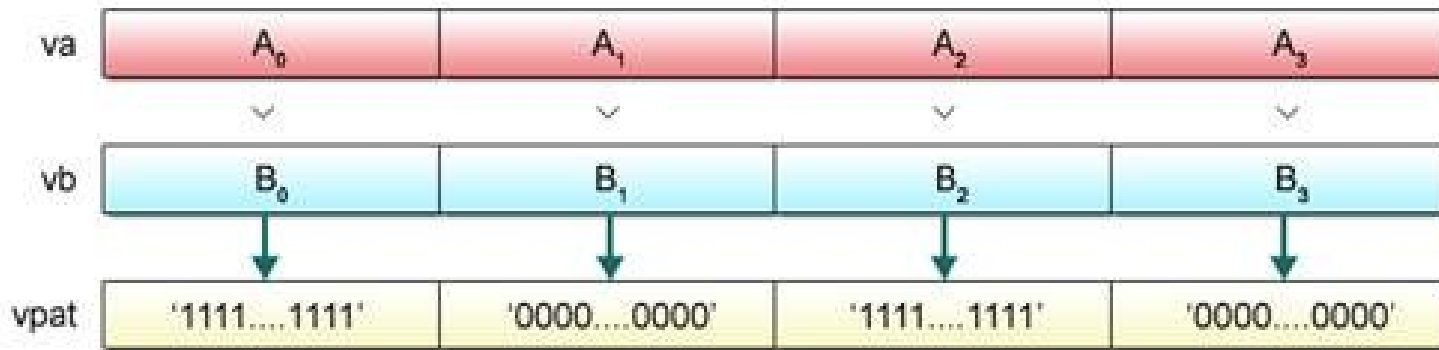 va A₀ A₁ A₂ A₃
vb B₀ B₁ B₂ B₃
vpat '1111....1111' '0000....0000' '1111....1111' '0000....0000'